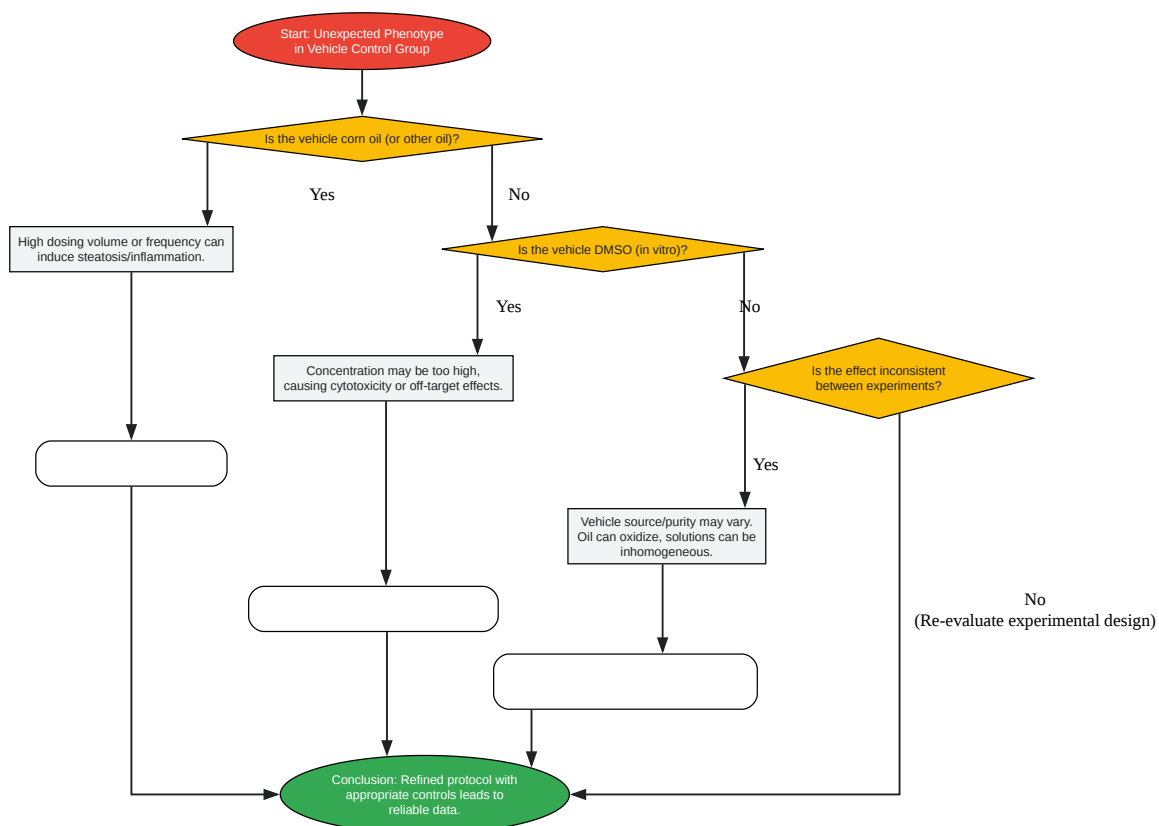 Start: Unexpected Phenotype
in Vehicle Control Group
Is the vehicle corn oil (or other oil)?
Yes
No
High dosing volume or frequency can
induce steatosis/inflammation.
Is the vehicle DMSO (in vitro)?
Yes
No
Concentration may be too high,
causing cytotoxicity or off-target effects.
Is the effect inconsistent
between experiments?
Yes
Vehicle source/purity may vary.
Oil can oxidize, solutions can be
inhomogeneous.
No
(Re-evaluate experimental design)
Conclusion: Refined protocol with
appropriate controls leads to
reliable data.